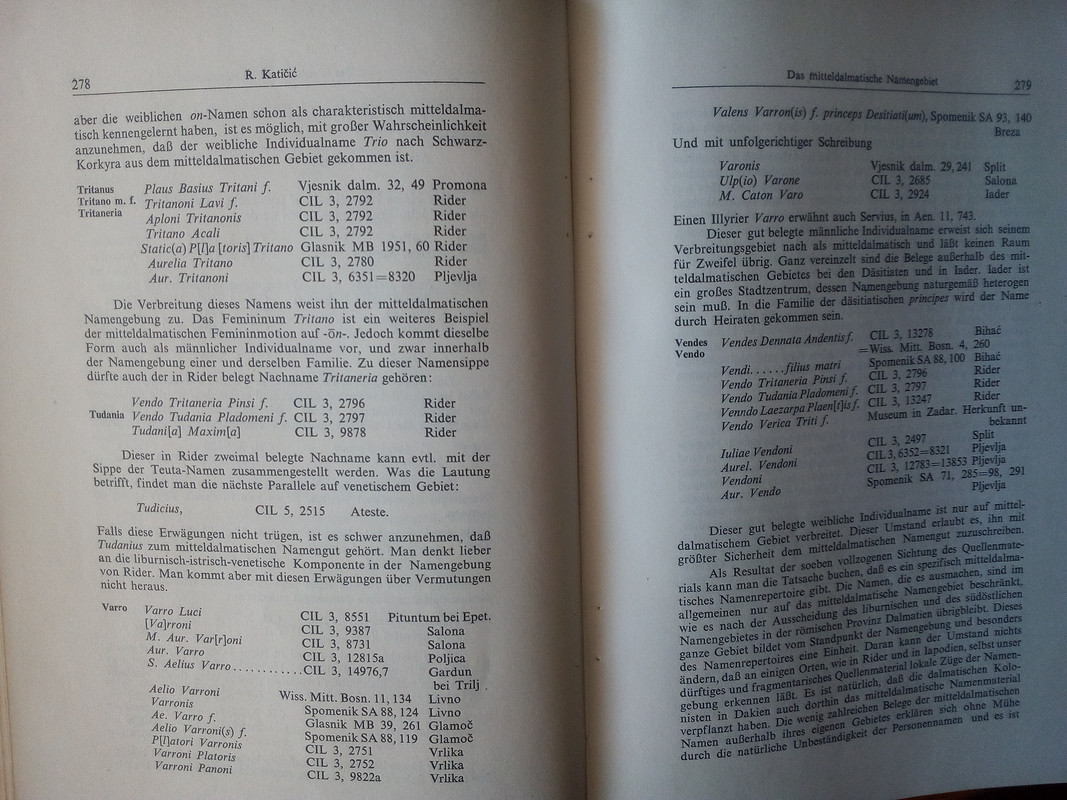 278
R. Katičić
aber die weiblichen on-Namen schon als charakteristisch mitteldalma-
tisch kennengelernt haben, ist es möglich, mit großer Wahrscheinlichkeit
anzunehmen, daß der weibliche Individualname Trio nach Schwarz-
Korkyra aus dem mitteldalmatischen Gebiet gekommen ist.
Tritanus Plaus Basius Tritani f. Vjesnik dalm. 32, 49 Promona
Tritano m. f. Tritanoni Lavi f. CIL 3, 2792 Rider
Tritaneria Aploni Tritanonis CIL 3, 2792 Rider
Tritano Acali CIL 3, 2792 Rider
Static(a) P[l]a [toris] Tritano Glasnik MB 1951, 60 Rider
Aurelia Tritano CIL 3, 2780 Rider
Aur. Tritanoni CIL 3, 6351=8320 Pljevlja
Die Verbreitung dieses Namens weist ihn der mitteldalmatischen
Namengebung zu. Das Femininum Tritano ist ein weiteres Beispiel
der mitteldalmatischen Femininmotion auf -ōn-. Jedoch kommt dieselbe
Form auch als männlicher Individualname vor, und zwar innerhalb
der Namengebung einer und derselben Familie. Zu dieser Namensippe
dürfte auch der in Rider belegt Nachname Tritaneria gehören:
Vendo Tritaneria Pinsi f. CIL 3, 2796 Rider
Tudania Vendo Tudania Pladomeni f. CIL 3, 2797 Rider
Tudani[a] Maxim[a] CIL 3, 9878 Rider
Dieser in Rider zweimal belegte Nachname kann evtl. mit der
Sippe der Teuta-Namen zusammengestellt werden. Was die Lautung
betrifft, findet man die nächste Parallele auf venetischem Gebiet:
Tudicius, CIL 5, 2515 Ateste.
Falls diese Erwägungen nicht trügen, ist es schwer anzunehmen, daß
Tudanius zum mitteldalmatischen Namengut gehört. Man denkt lieber
an die liburnisch-istrisch-venetische Komponente in der Namengebung
von Rider. Man kommt aber mit diesen Erwägungen über Vermutungen
nicht heraus.
Varro Varro Luci CIL 3, 8551 Pituntum bei Epet.
[Va]rroni CIL 3, 9387 Salona
M. Aur. Var[r]oni CIL 3, 8731 Salona
Aur. Varro CIL 3, 12815a Poljica
S. Aelius Varro............CIL 3, 14976,7 Gardun
bei Trilj .
Aelio Varroni Wiss. Mitt. Bosn. 11, 134 Livno
Varronis Spomenik SA 88, 124 Livno
Ae. Varro f. Glasnik MB 39, 261 Glamoč
Aelio Varroni(s) f. Spomenik SA 88, 119 Glamoč
P[l]atori Varronis CIL 3, 2751 Vrlika
Varroni Platoris CIL 3, 2752 Vrlika
Varroni Panoni CIL 3, 9822a Vrlika
Das mitteldalmatische Namengebiet
279
Valens Varron(is) f. princeps Desitiati(um), Spomenik SA 93, 140
Breza
Und mit unfolgerichtiger Schreibung
Varonis Vjesnik dalm. 29, 241 Split
Ulp(io) Varone CIL 3, 2685 Salona
M. Caton Varo CIL 3, 2924 Iader
Einen Illyrier Varro erwähnt auch Servius, in Aen. 11, 743.
Dieser gut belegte männliche Individualname erweist sich seinem
Verbreitungsgebiet nach als mitteldalmatisch und läßt keinen Raum
für Zweifel übrig. Ganz vereinzelt sind die Belege außerhalb des mit-
teldalmatischen Gebietes bei den Däsitiaten und in Iader. Iader ist
ein großes Stadtzentrum, dessen Namengebung naturgemäß heterogen
sein muß. In die Familie der däsitiatischen principes wird der Name
durch Heiraten gekommen sein.
Vendes Vendes Dennata Andentis f. CIL 3, 13278 Bihać
Vendo =Wiss. Mitt. Bosn. 4, 260
Vendi......filius matri Spomenik SA 88, 100 Bihać
Vendo Tritaneria Pinsi f. CIL 3, 2796 Rider
Vendo Tudania Pladomeni f. CIL 3, 2797 Rider
Venndo Laezarpa Plaen[t]is f. CIL 3, 13247 Rider
Vendo Verica Triti f. Museum in Zadar. Herkunft un-
bekannt
Iuliae Vendoni CIL 3, 2497 Split
Aurel. Vendoni CIL 3, 6352=8321 Pljevlja
Vendoni CIL 3, 12783=13853 Pljevlja
Aur. Vendo Spomenik SA 71, 285=98, 291
Pljevlja
Dieser gut belegte weibliche Individualname ist nur auf mittel-
dalmatischem Gebiet verbreitet. Dieser Umstand erlaubt es, ihn mit
größter Sicherheit dem mitteldalmatischen Namengut zuzuschreiben.
Als Resultat der soeben vollzogenen Sichtung des Quellenmate-
rials kann man die Tatsache buchen, daß es ein spezifisch mitteldalma-
tisches Namenrepertoire gibt. Die Namen, die es ausmachen, sind im
allgemeinen nur auf das mitteldalmatische Namengebiet beschränkt,
wie es nach der Ausscheidung des liburnischen und des südöstlichen
Namengebietes in der römischen Provinz Dalmatien übrigbleibt. Dieses
ganze Gebiet bildet vom Standpunkt der Namengebung und besonders
des Namenrepertoires eine Einheit. Daran kann der Umstand nichts
ändern, daß an einigen Orten, wie in Rider und in Iapodien, selbst unser
dürftiges und fragmentarisches Quellenmaterial lokale Züge der Namen-
gebung erkennen läßt. Es ist natürlich, daß die dalmatischen Kolo-
nisten in Dakien auch dorthin das mitteldalmatische Namenmaterial
verpflanzt haben. Die wenig zahlreichen Belege der mitteldalmatischen
Namen außerhalb ihres eigenen Gebietes erklären sich ohne Mühe
durch die natürliche Unbeständigkeit der Personennamen und es ist